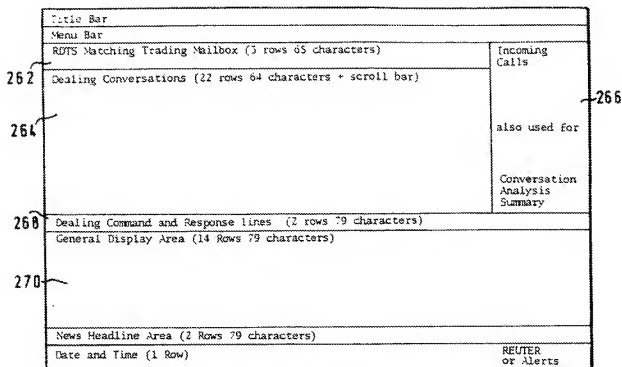 Title Bar
Menu Bar
RDTS Matching Trading Mailbox (3 rows 65 characters)
Incoming
Calls
262
Dealing Conversations (22 rows 64 characters + scroll bar)
266
264
also used for
Conversation
Analysis
Summary
268
Dealing Command and Response lines (2 rows 79 characters)
General Display Area (14 Rows 79 characters)
270
News Headline Area (2 Rows 79 characters)
Date and Time (1 Row)
REUTER
or Alerts